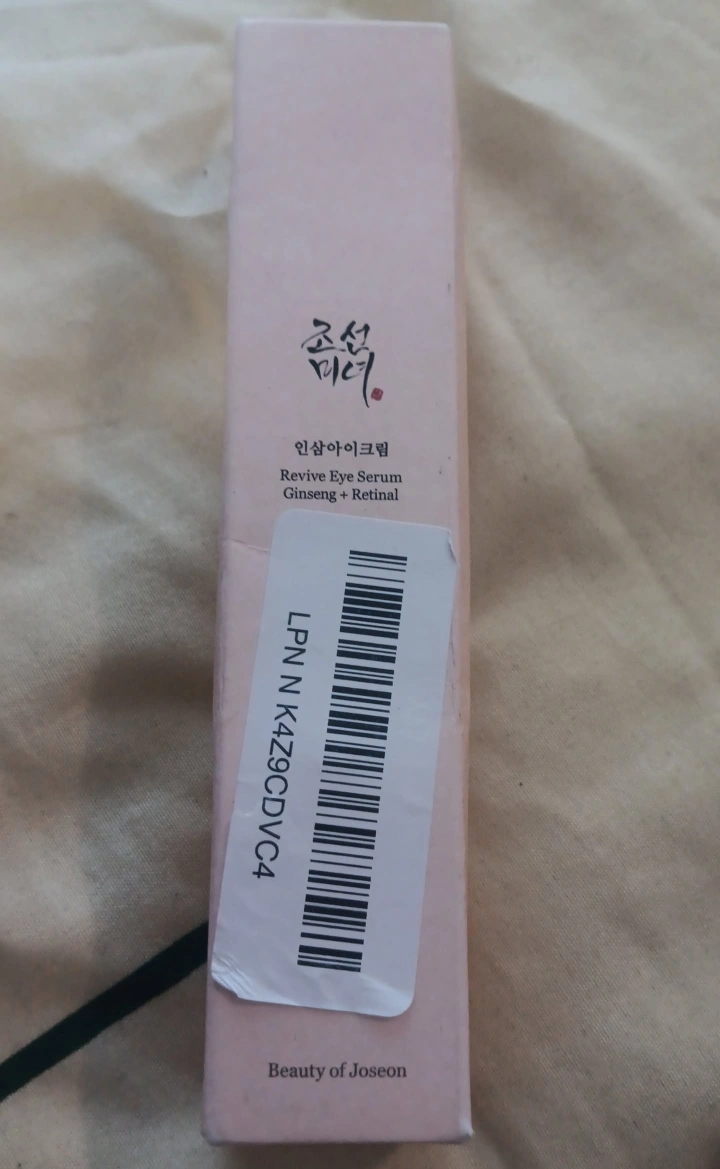 조선
미녀
인삼아이크림
Revive Eye Serum
Ginseng + Retinal
LPN N K4Z9CDVC4
Beauty of Joseon